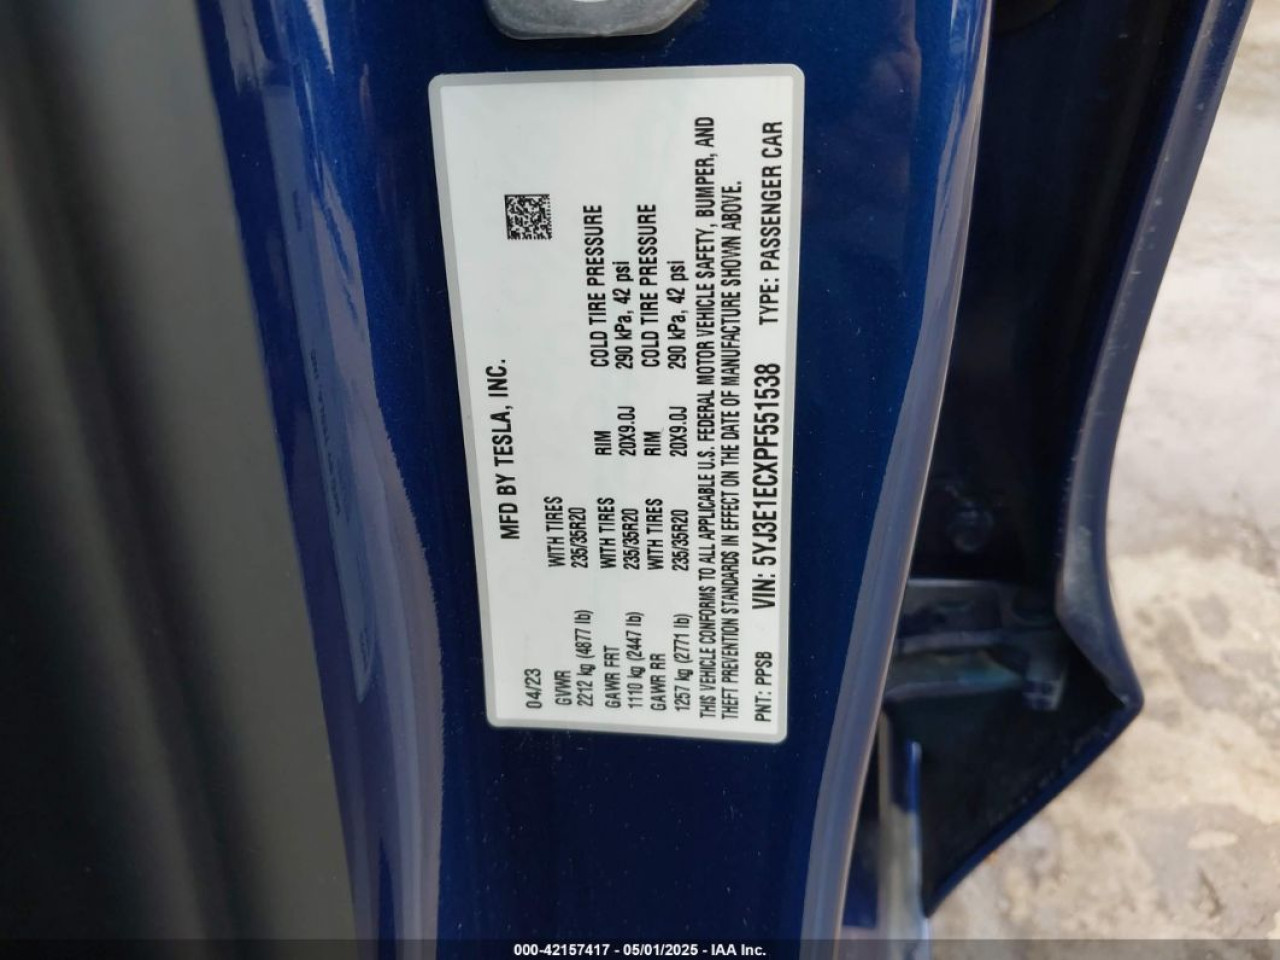 MFD BY TESLA, INC.
04/23
GVWR WITH TIRES
2212 kg (4877 lb) 235/35R20
GAWR FRT WITH TIRES RIM COLD TIRE PRESSURE
1110 kg (2447 lb) 235/35R20 20X9.0J 290 kPa, 42 psi
GAWR RR WITH TIRES RIM COLD TIRE PRESSURE
1257 kg (2771 lb) 235/35R20 20X9.0J 290 kPa, 42 psi
THIS VEHICLE CONFORMS TO ALL APPLICABLE U.S. FEDERAL MOTOR VEHICLE SAFETY, BUMPER, AND
THEFT PREVENTION STANDARDS IN EFFECT ON THE DATE OF MANUFACTURE SHOWN ABOVE.
PNT: PPSB VIN: 5YJ3E1ECXPF551538 TYPE: PASSENGER CAR
000-42157417 - 05/01/2025 - IAA Inc.